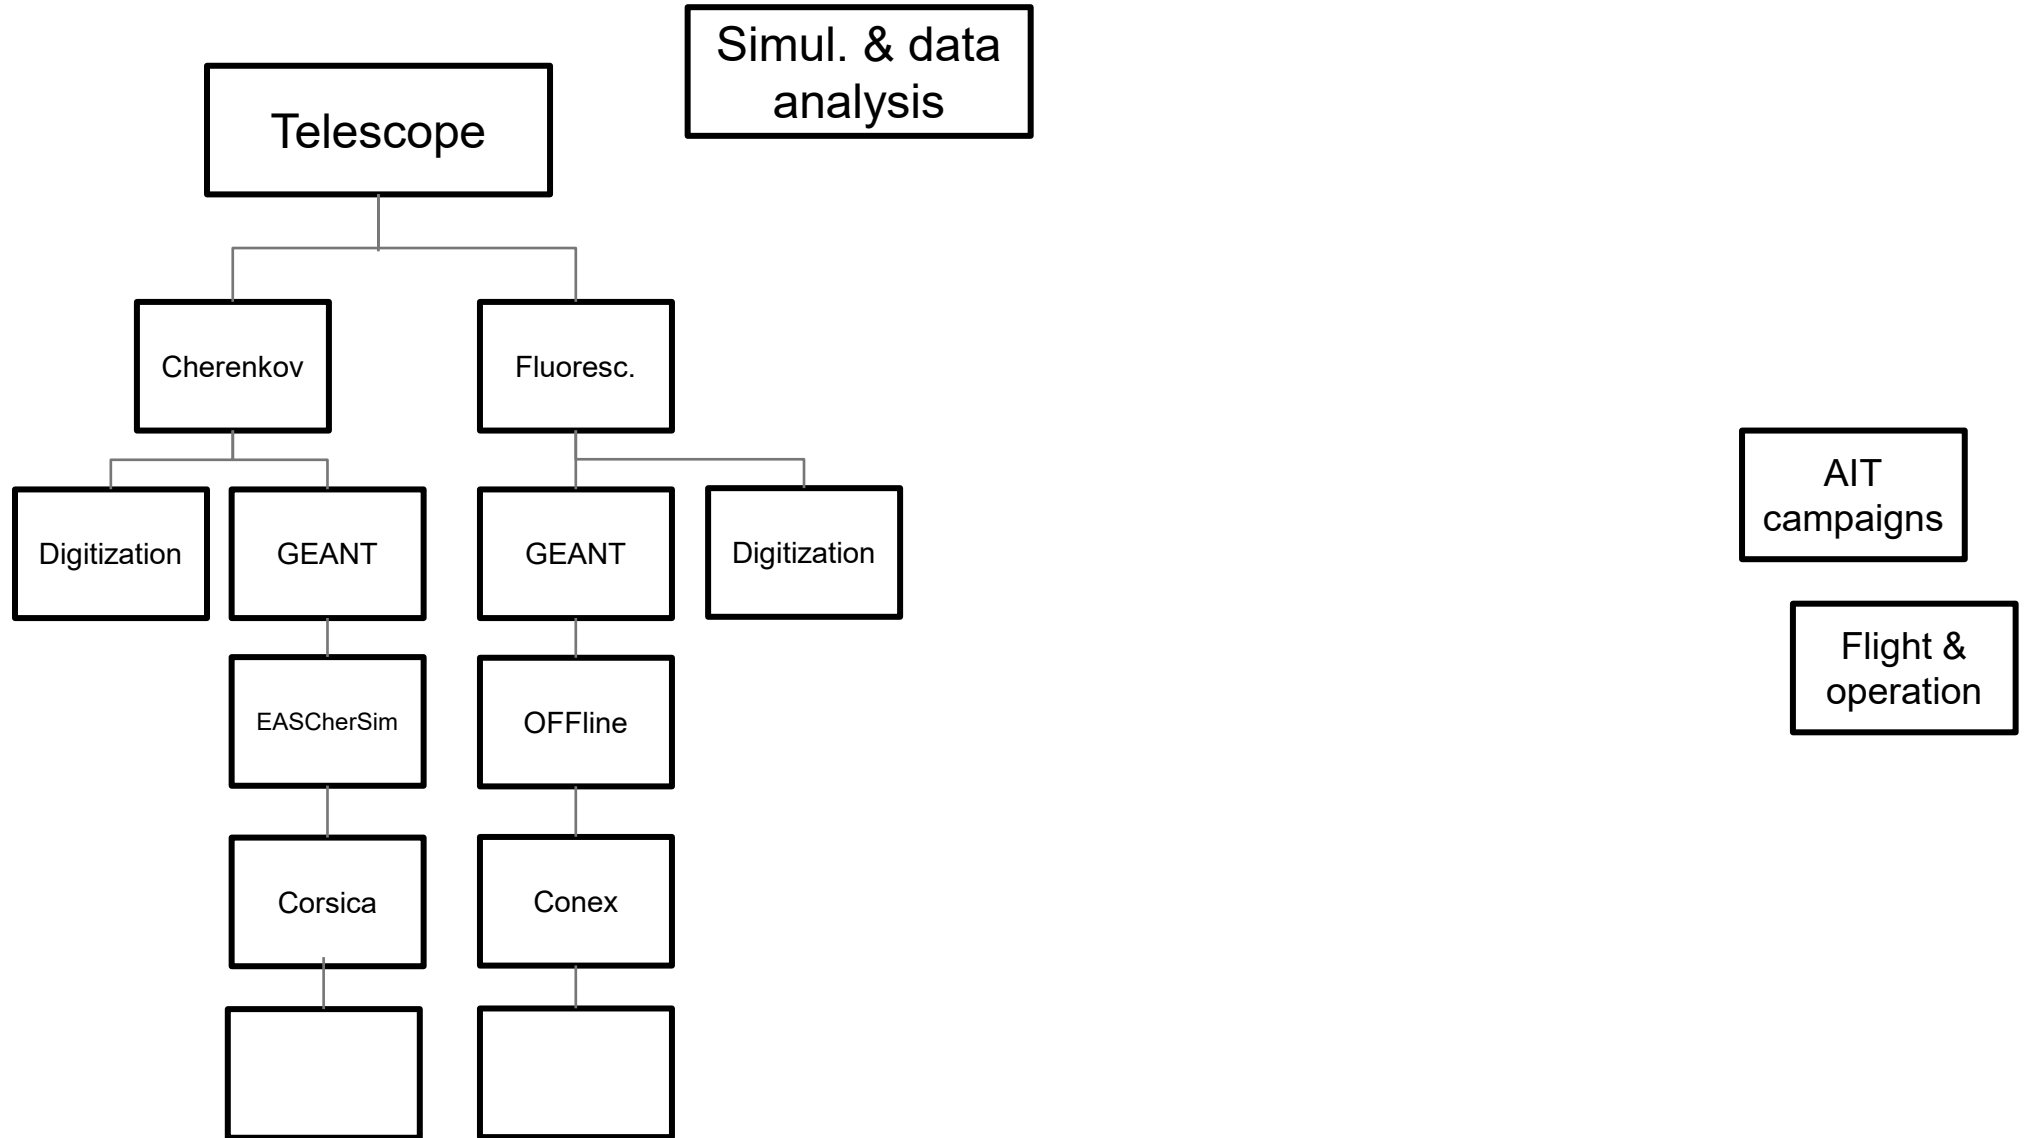 Simul. & data
analysis
Telescope
Cherenkov
Fluoresc.
Digitization
GEANT
GEANT
Digitization
AIT
campaigns
Flight &
operation
EASCherSim
OFFline
Corsica
Conex